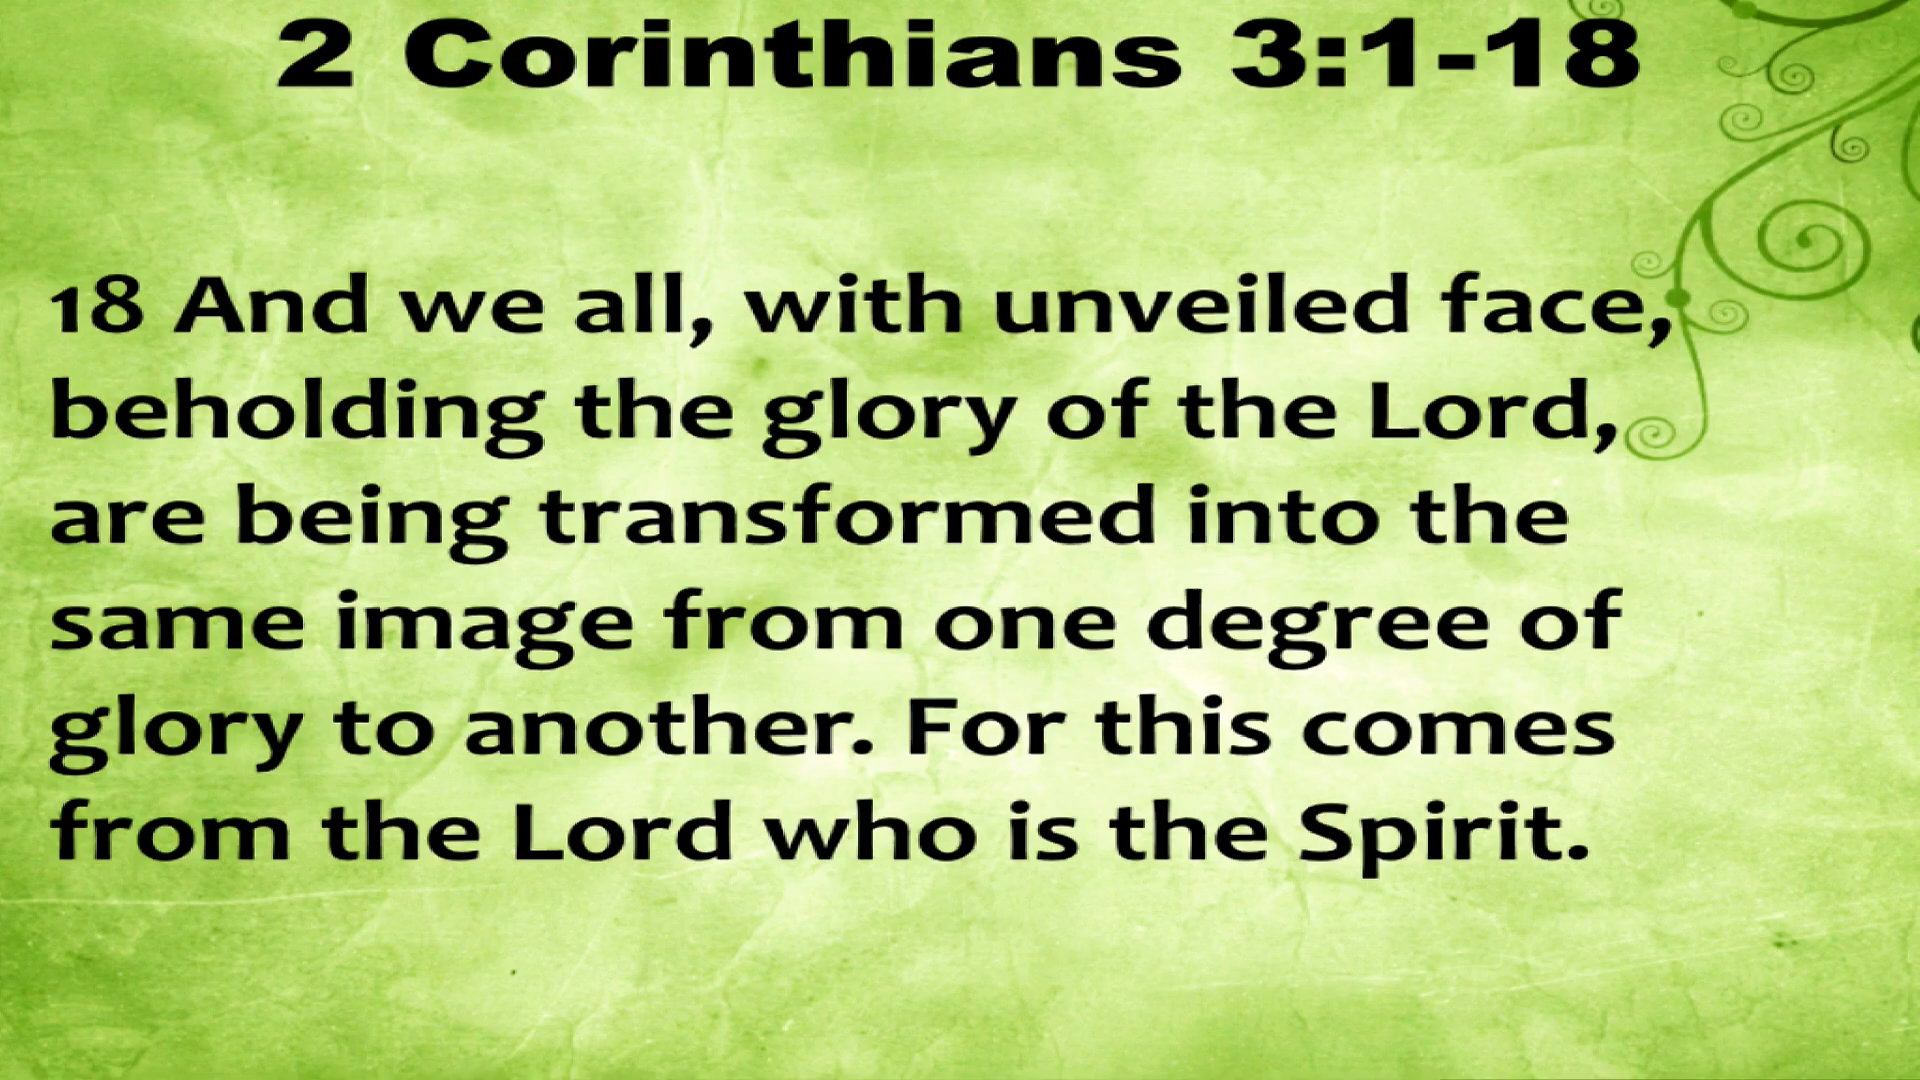 2 Corinthians 3:1-18
18 And we all, with unveiled face,
beholding the glory of the Lord,
are being transformed into the
same image from one degree of
glory to another. For this comes
from the Lord who is the Spirit.